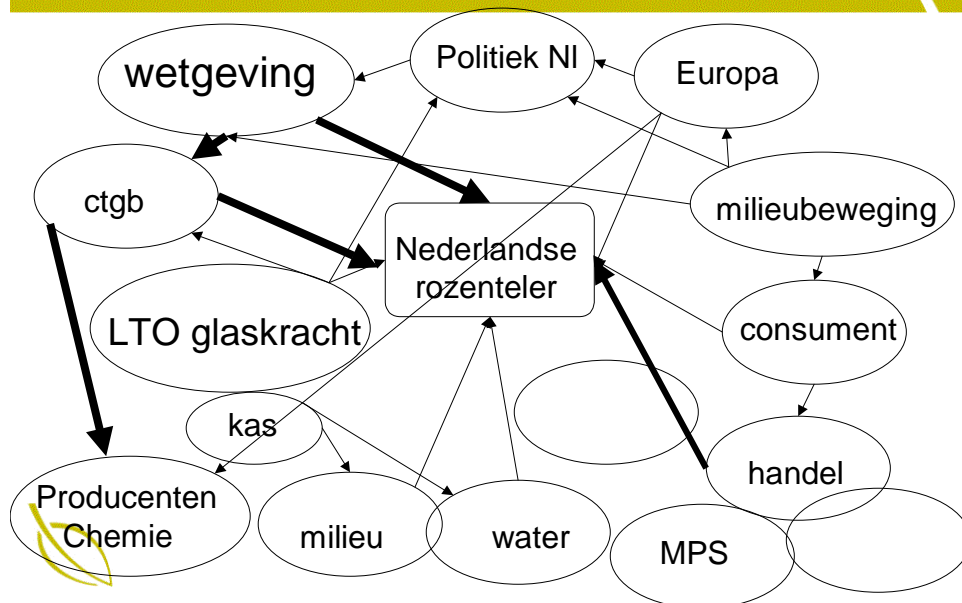 wetgeving
Politiek Nl
Europa
ctgb
milieubeweging
Nederlandse
rozenteler
LTO glaskracht
consument
kas
handel
Producenten
Chemie
milieu
water
MPS